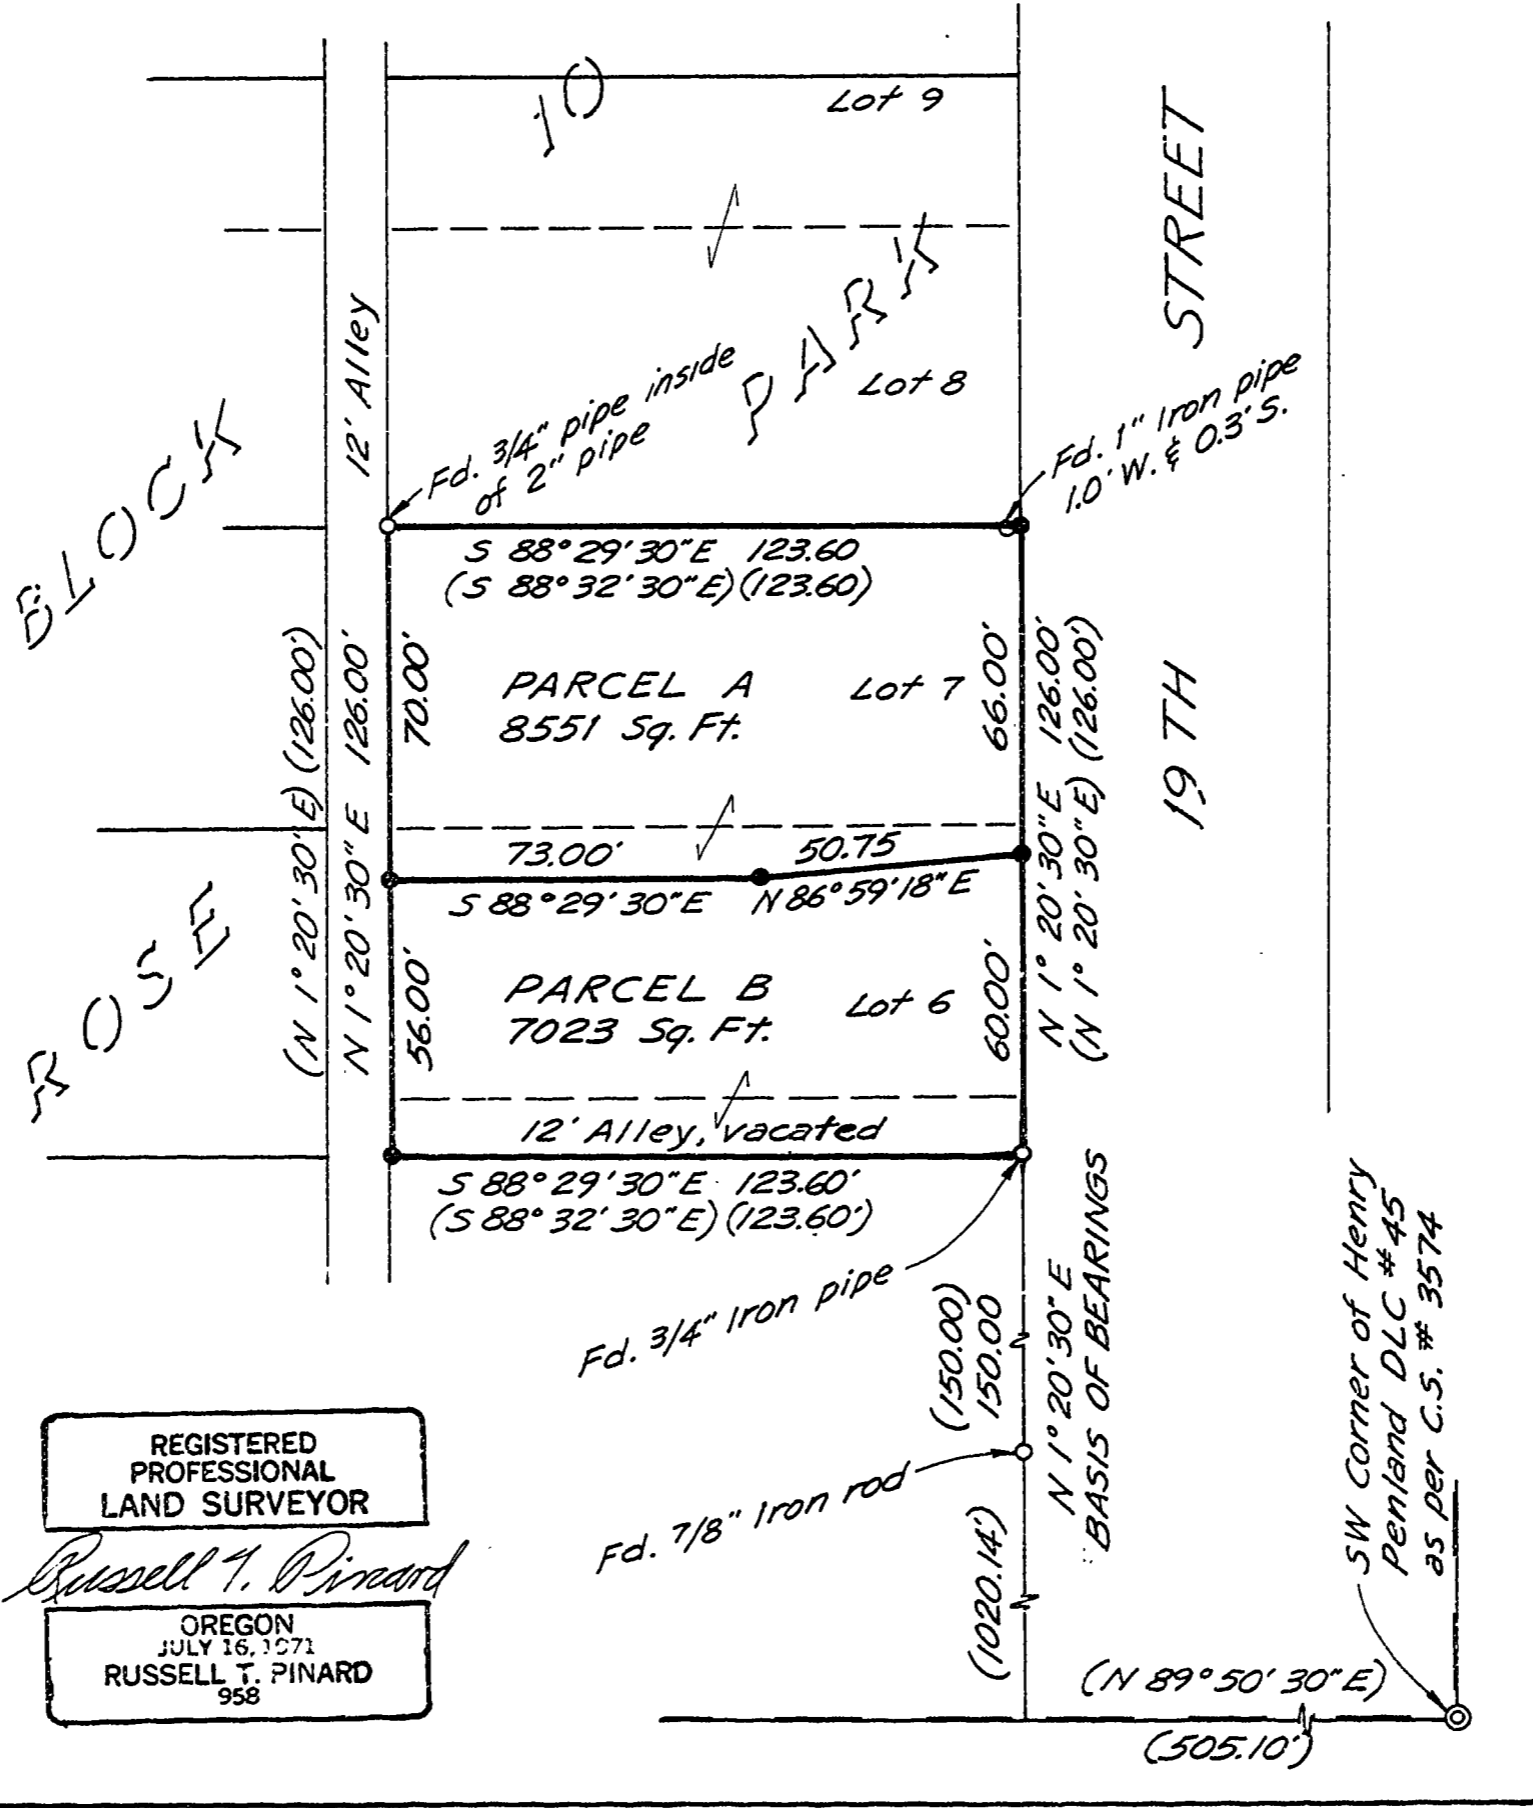 10
Lot 9
PARK
STREET
12' Alley
Fd. 3/4" pipe inside
of 2" pipe
Lot 8
Fd. 1" Iron pipe
1.0' W. & 0.3' S.
BLOCK
S 88° 29' 30" E 123.60
(S 88° 32' 30" E) (123.60)
(N 1° 20' 30" E) (126.00')
N 1° 20' 30" E 126.00'
70.00'
PARCEL A
8551 Sq. Ft.
Lot 7
66.00'
N 1° 20' 30" E 126.00'
(N 1° 20' 30" E) (126.00')
19 TH
73.00'
50.75
S 88° 29' 30" E
N 86° 59' 18" E
ROSE
56.00'
PARCEL B
7023 Sq. Ft.
Lot 6
60.00'
12' Alley, vacated
S 88° 29' 30" E 123.60'
(S 88° 32' 30" E) (123.60')
Fd. 3/4" Iron pipe
(150.00)
150.00
N 1° 20' 30" E
BASIS OF BEARINGS
SW Corner of Henry
Penland DLC # 45
as per C.S. # 3574
Fd. 7/8" Iron rod
(1020.14')
REGISTERED
PROFESSIONAL
LAND SURVEYOR
Russell T. Pinard
OREGON
JULY 16, 1971
RUSSELL T. PINARD
958
(N 89° 50' 30" E)
(505.10')